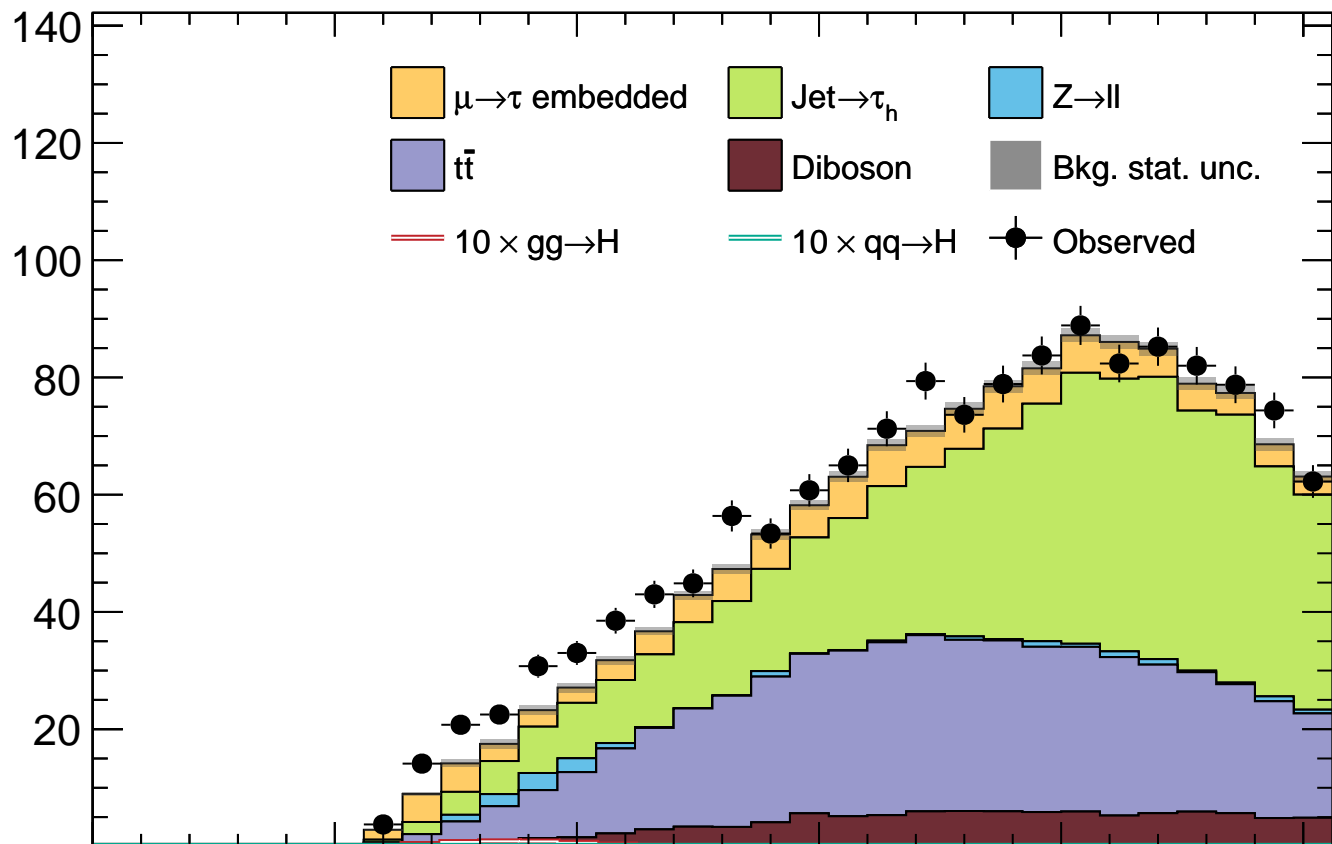 140
μ→τ embedded Jet→τ_h Z→ll
120
tt̄ Diboson Bkg. stat. unc.
10 × gg→H 10 × qq→H Observed
100
80
60
40
20